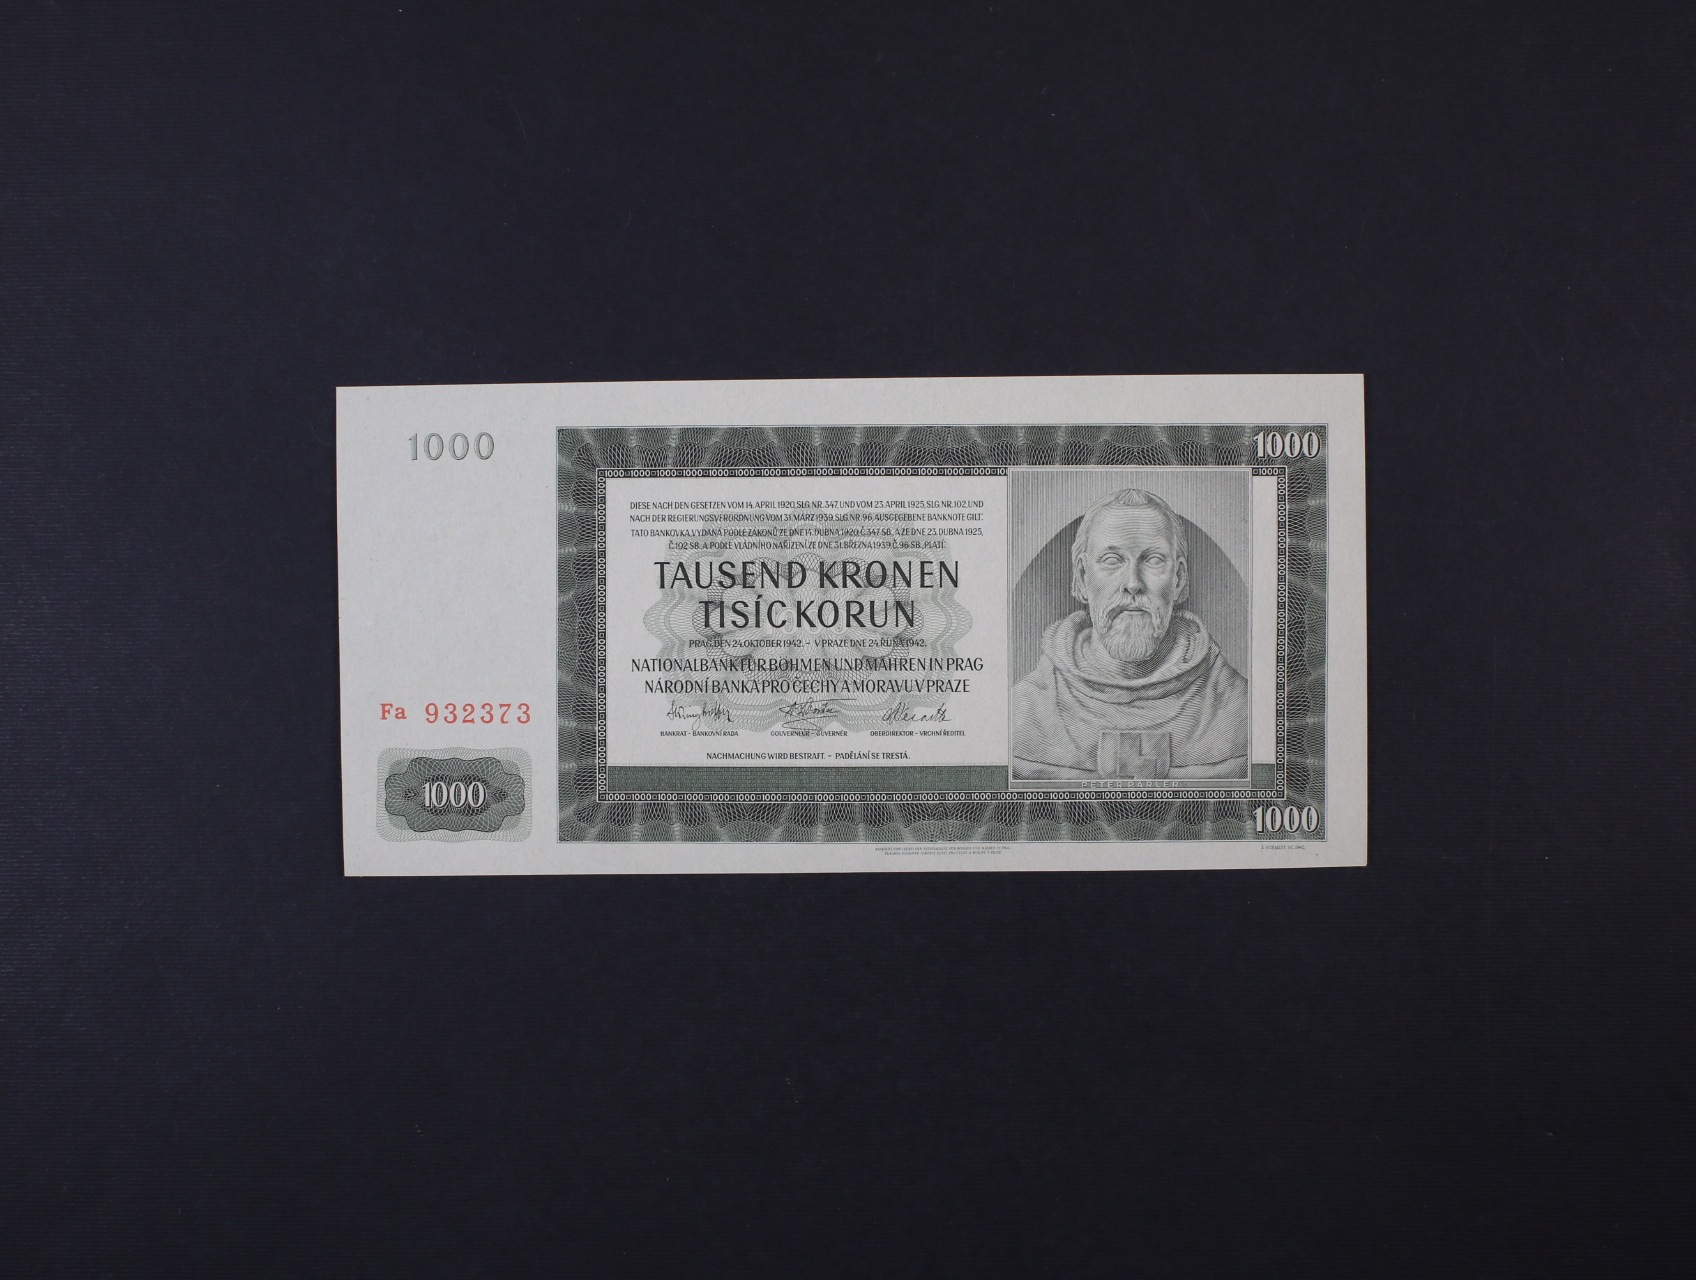 1000
1000
DIESE NACH DEN GESETZEN VOM 14. APRIL 1920, SLG. NR. 347, UND VOM 23. APRIL 1925, SLG. NR. 102, UND
NACH DER REGIERUNGSVERORDNUNG VOM 31. MÄRZ 1939, SLG. NR. 96, AUSGEGEBENE BANKNOTE GILT.
TATO BANKOVKA, VYDANÁ PODLE ZÁKONŮ ZE DNE 14. DUBNA 1920, Č. 347 SB., A ZE DNE 23. DUBNA 1925,
Č. 102 SB., A PODLE VLÁDNÍHO NAŘÍZENÍ ZE DNE 31. BŘEZNA 1939 Č. 96 SB., PLATÍ:
TAUSEND KRONEN
TISÍC KORUN
PRAG, DEN 24. OKTOBER 1942. – V PRAZE DNE 24. ŘÍJNA 1942.
NATIONALBANK FÜR BÖHMEN UND MÄHREN IN PRAG
NÁRODNÍ BANKA PRO ČECHY A MORAVU V PRAZE
BANKRAT – BANKOVNÍ RADA
GOUVERNEUR – GUVERNÉR
OBERDIREKTOR – VRCHNÍ ŘEDITEL
NACHMACHUNG WIRD BESTRAFT. – PADĚLÁNÍ SE TRESTÁ.
Fa 932373
1000
PETER PARLER
1000